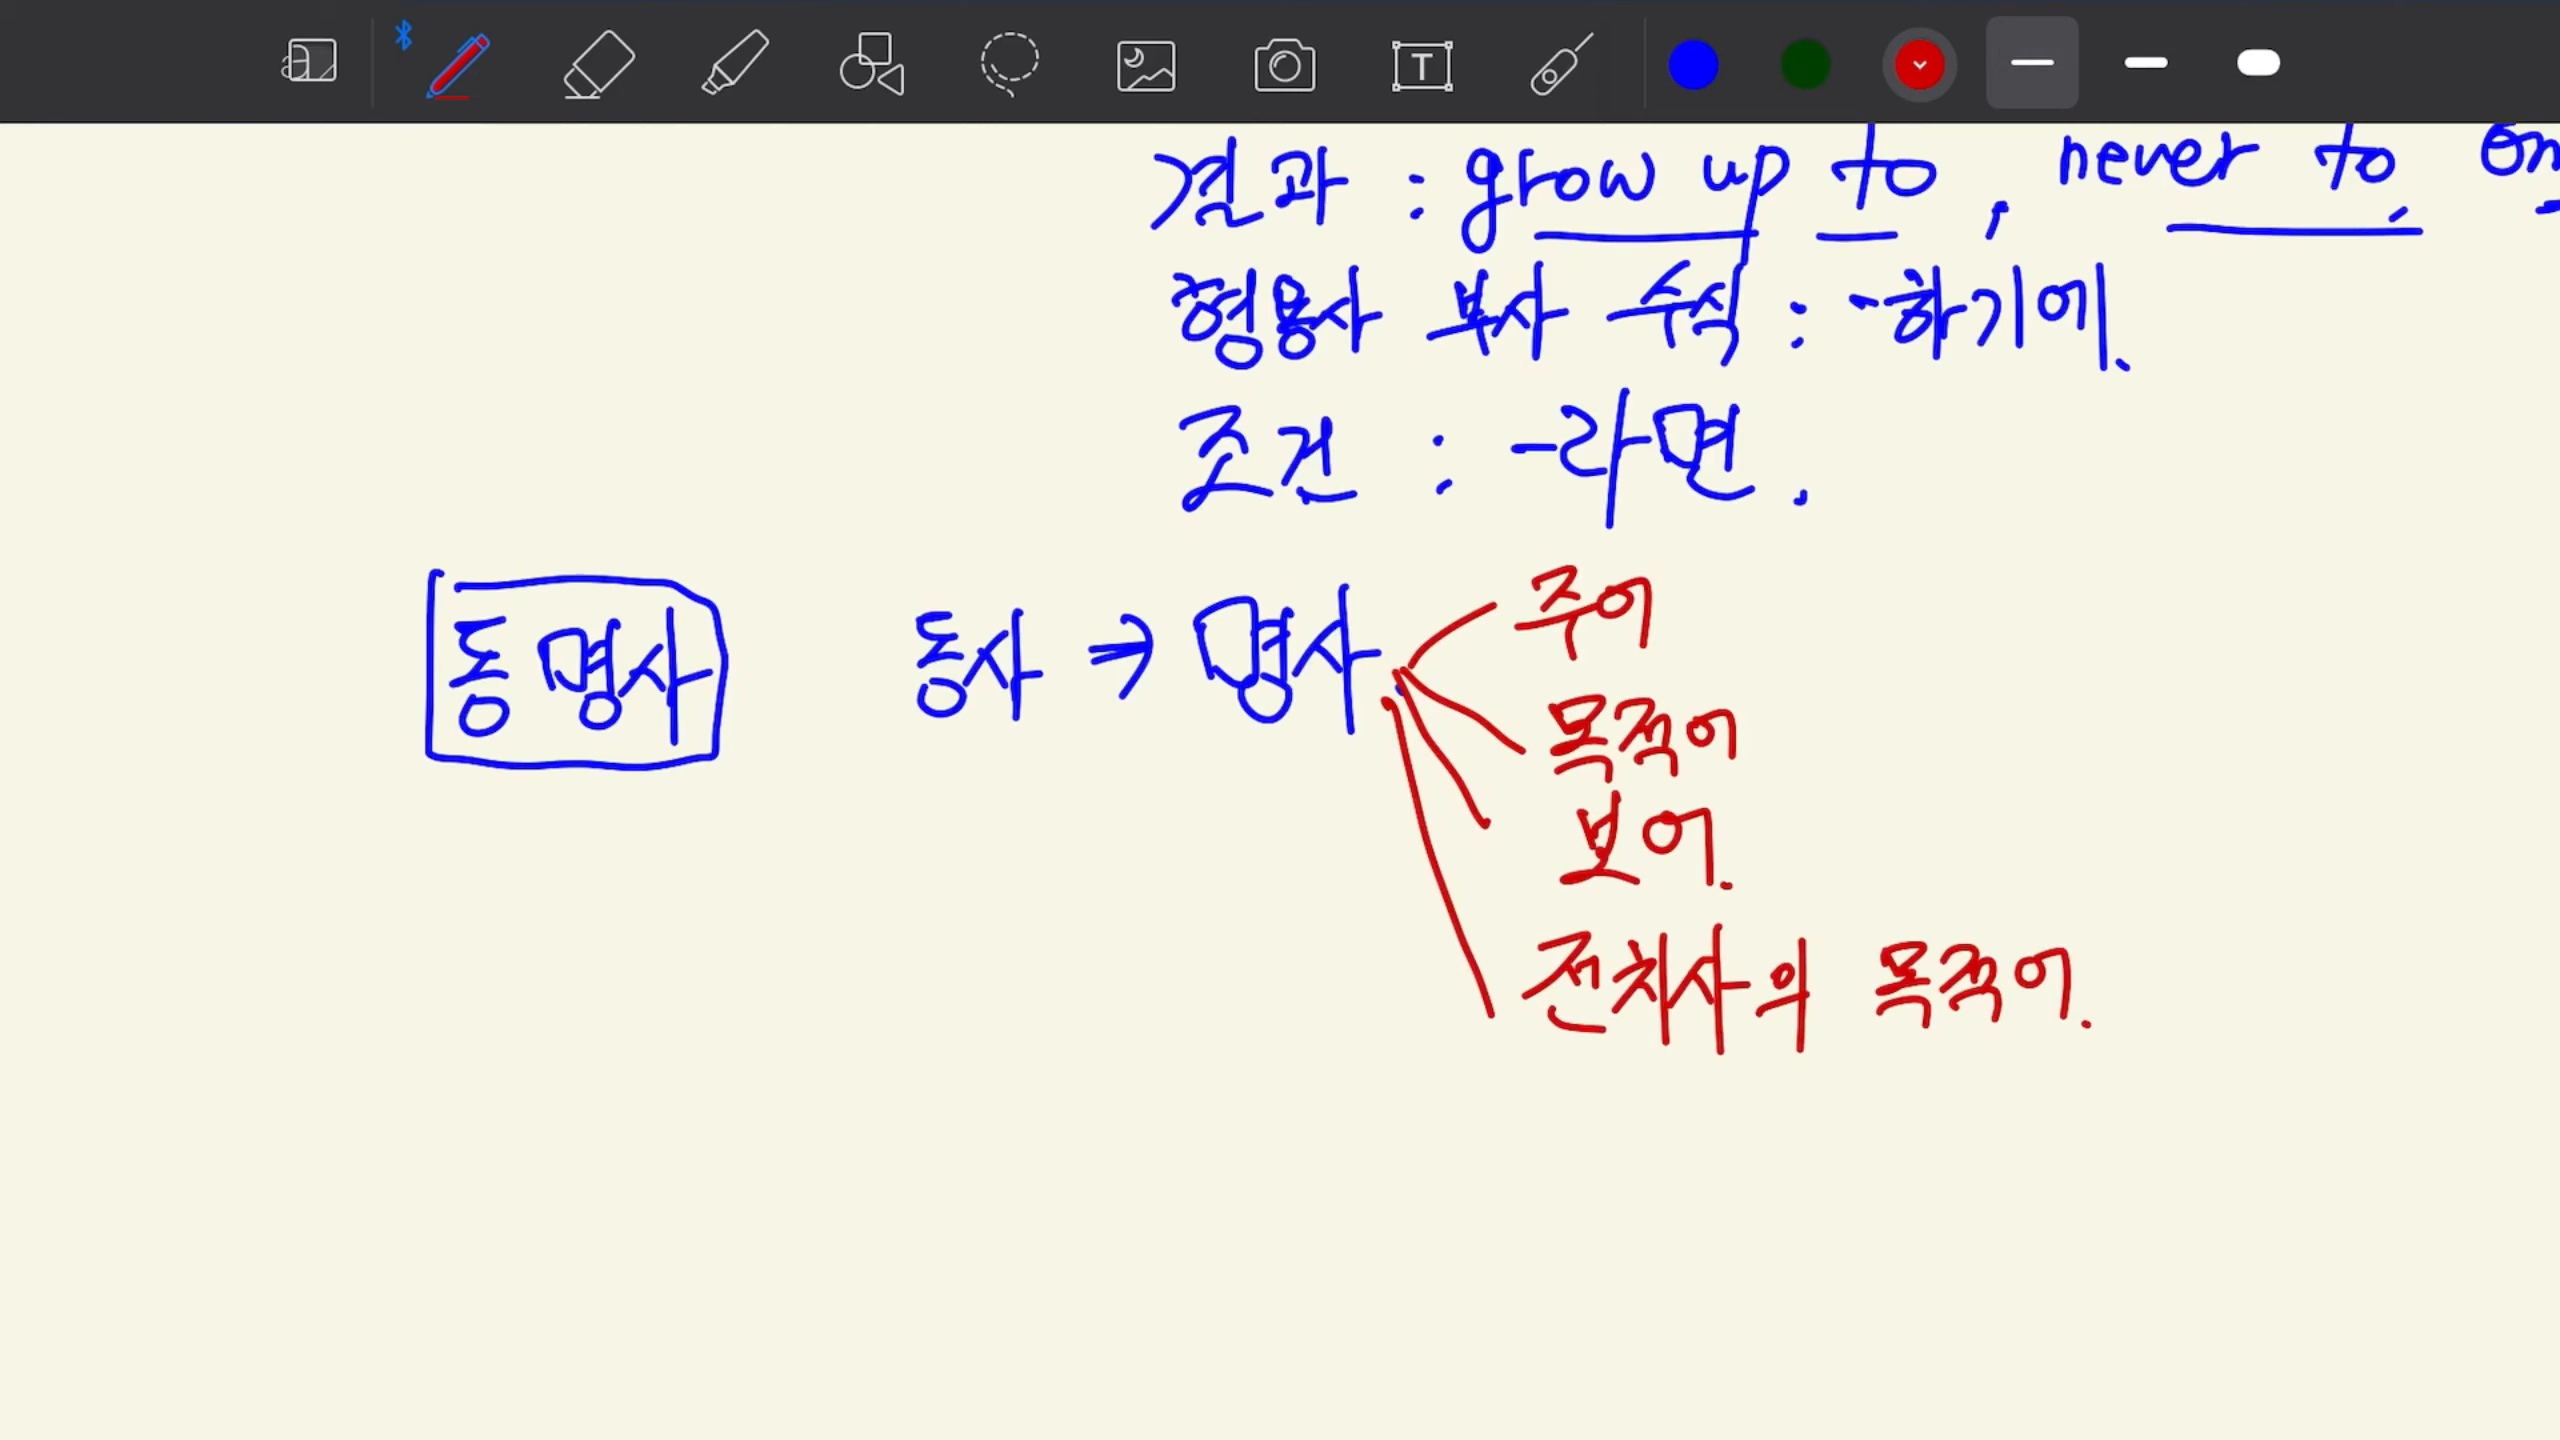 결과 : grow up to, never to on
형용사 부사 수식 : -하기에.
조건 : -라면.
동명사 동사 ⇒ 명사
주어
목적어
보어.
전치사의 목적어.